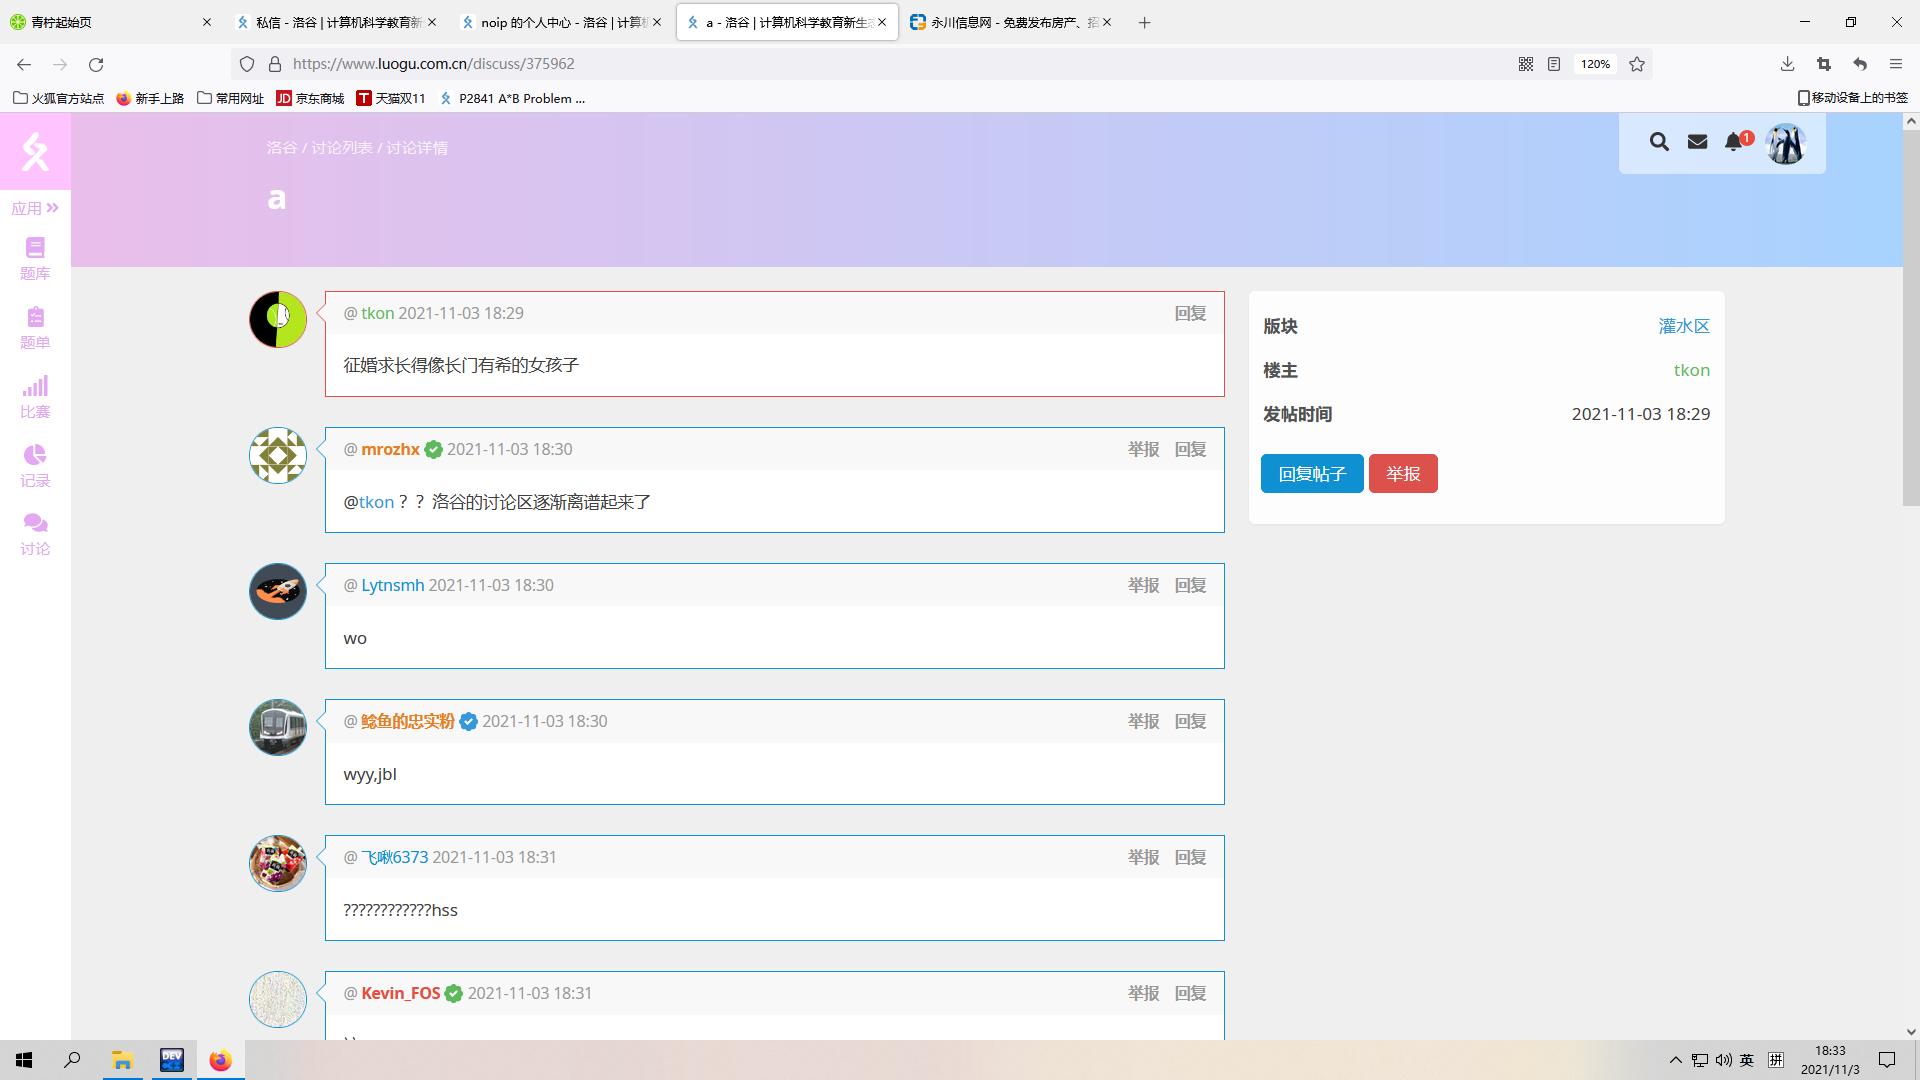 青柠起始页
私信 - 洛谷 | 计算机科学教育新
noip 的个人中心 - 洛谷 | 计算
a - 洛谷 | 计算机科学教育新生
永川信息网 - 免费发布房产、招
https://www.luogu.com.cn/discuss/375962
120%
火狐官方站点
新手上路
常用网址
JD 京东商城
T 天猫双11
P2841 A*B Problem ...
移动设备上的书签
洛谷 / 讨论列表 / 讨论详情
1
a
应用
题库
题单
比赛
记录
讨论
@ tkon 2021-11-03 18:29
回复
征婚求长得像长门有希的女孩子
@ mrozhx 2021-11-03 18:30
举报 回复
@tkon ？？ 洛谷的讨论区逐渐离谱起来了
@ Lytnsmh 2021-11-03 18:30
举报 回复
wo
@ 鲶鱼的忠实粉 2021-11-03 18:30
举报 回复
wyy,jbl
@ 飞啾6373 2021-11-03 18:31
举报 回复
????????????hss
@ Kevin_FOS 2021-11-03 18:31
举报 回复
版块
灌水区
楼主
tkon
发帖时间
2021-11-03 18:29
回复帖子
举报
DEV
英
拼
18:33
2021/11/3